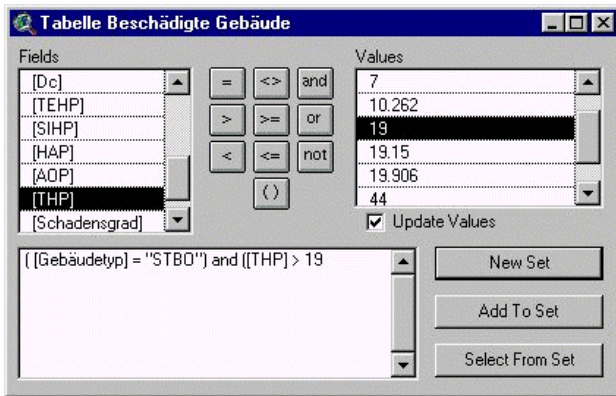 Tabelle Beschädigte Gebäude
Fields
[Dc]
[TEHP]
[SIHP]
[HAP]
[AOP]
[THP]
[Schadensgrad]
= <> and
> >= or
< <= not
( )
Values
7
10.262
19
19.15
19.906
44
Update Values
( [Gebäudetyp] = "STBO") and ([THP] > 19
New Set
Add To Set
Select From Set